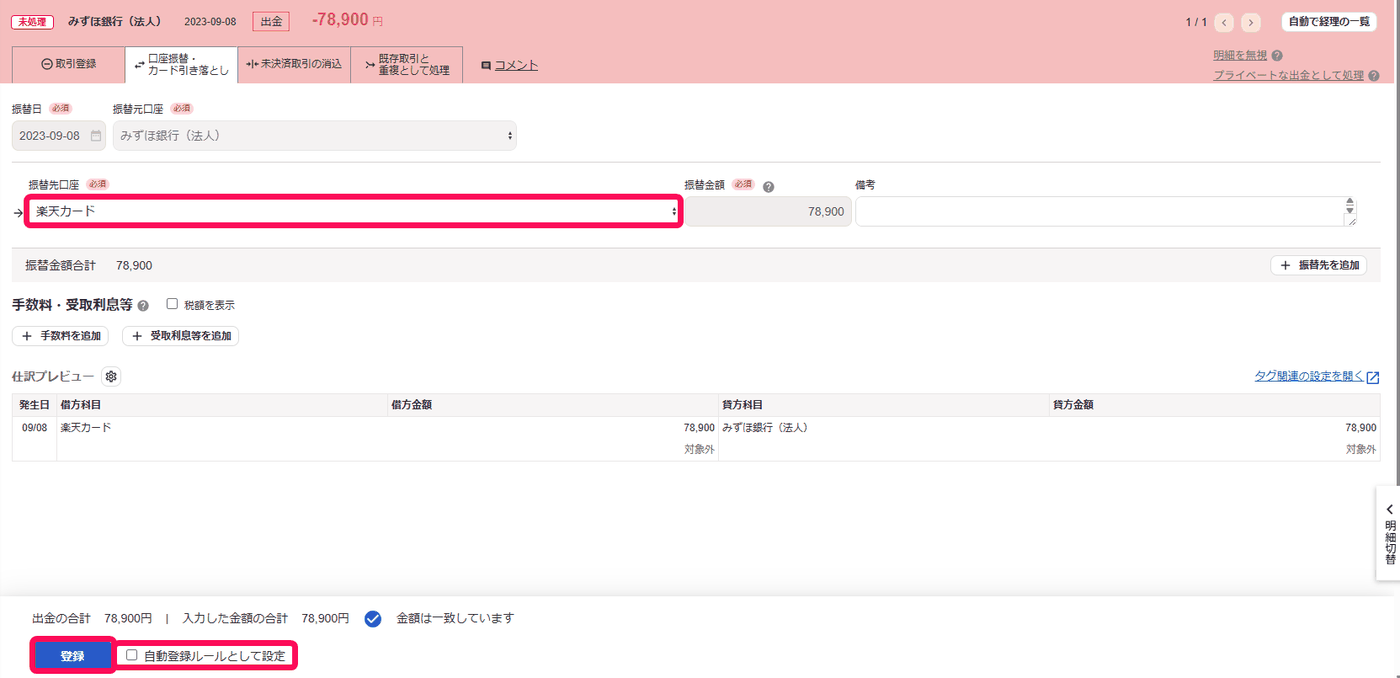 未処理 みずほ銀行（法人） 2023-09-08 出金 -78,900 円 1 / 1 自動で経理の一覧
取引登録 口座振替・カード引き落とし 未決済取引の消込 既存取引と重複として処理 コメント
明細を無視
プライベートな出金として処理
振替日 必須 振替元口座 必須
2023-09-08 みずほ銀行（法人）
振替先口座 必須 振替金額 必須 備考
楽天カード 78,900
振替金額合計 78,900 振替先を追加
手数料・受取利息等 税額を表示
手数料を追加 受取利息等を追加
仕訳プレビュー タグ関連の設定を開く
発生日 借方科目 借方金額 貸方科目 貸方金額
09/08 楽天カード 78,900 みずほ銀行（法人） 78,900
対象外 対象外
明細切替
出金の合計 78,900円 | 入力した金額の合計 78,900円 金額は一致しています
登録 自動登録ルールとして設定